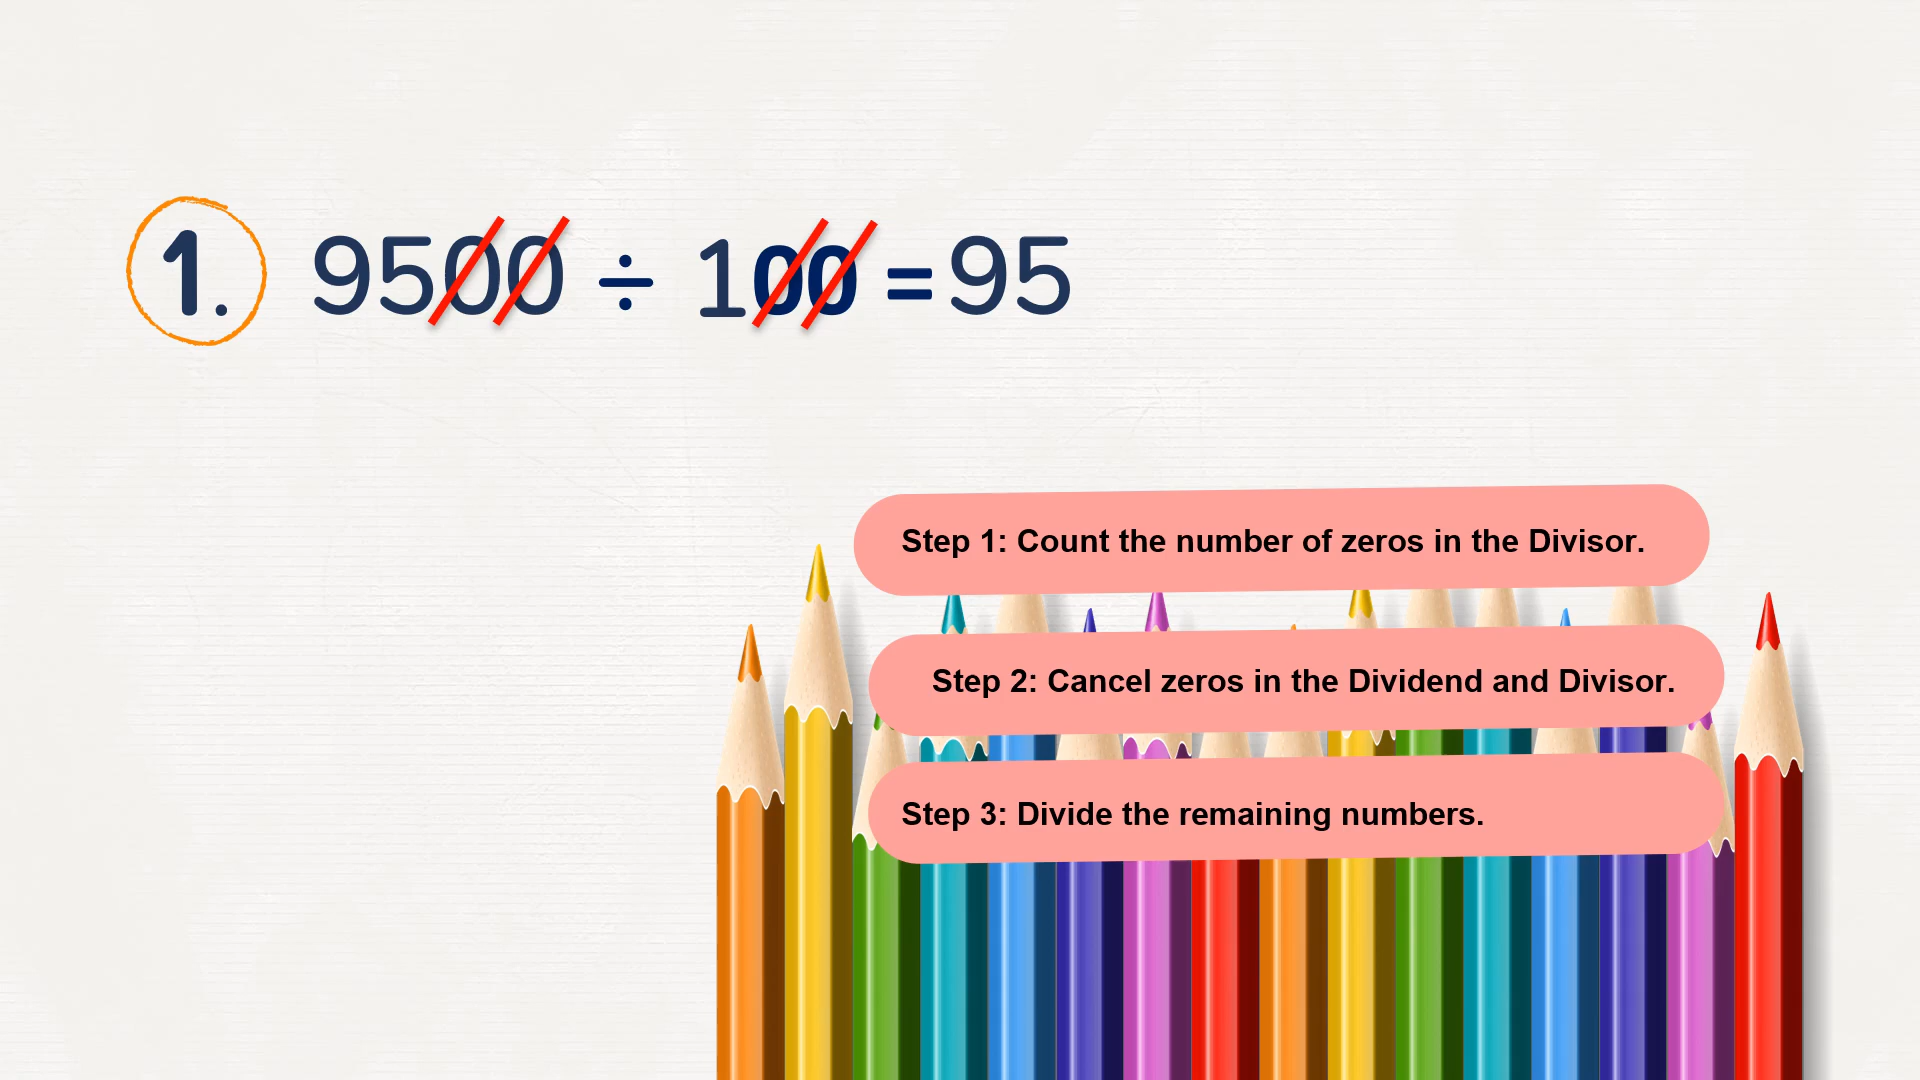 1. 9500 ÷ 100 = 95
Step 1: Count the number of zeros in the Divisor.
Step 2: Cancel zeros in the Dividend and Divisor.
Step 3: Divide the remaining numbers.